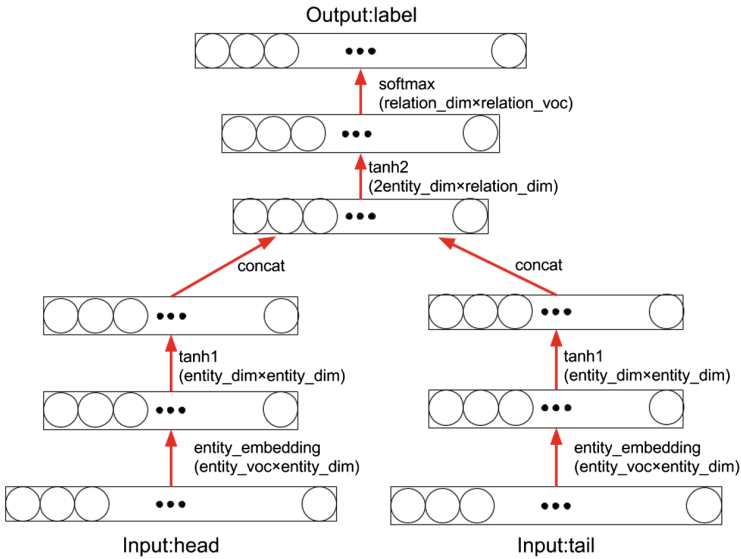 Output:label
softmax
(relation_dim×relation_voc)
tanh2
(2entity_dim×relation_dim)
concat
concat
tanh1
(entity_dim×entity_dim)
tanh1
(entity_dim×entity_dim)
entity_embedding
(entity_voc×entity_dim)
entity_embedding
(entity_voc×entity_dim)
Input:head
Input:tail